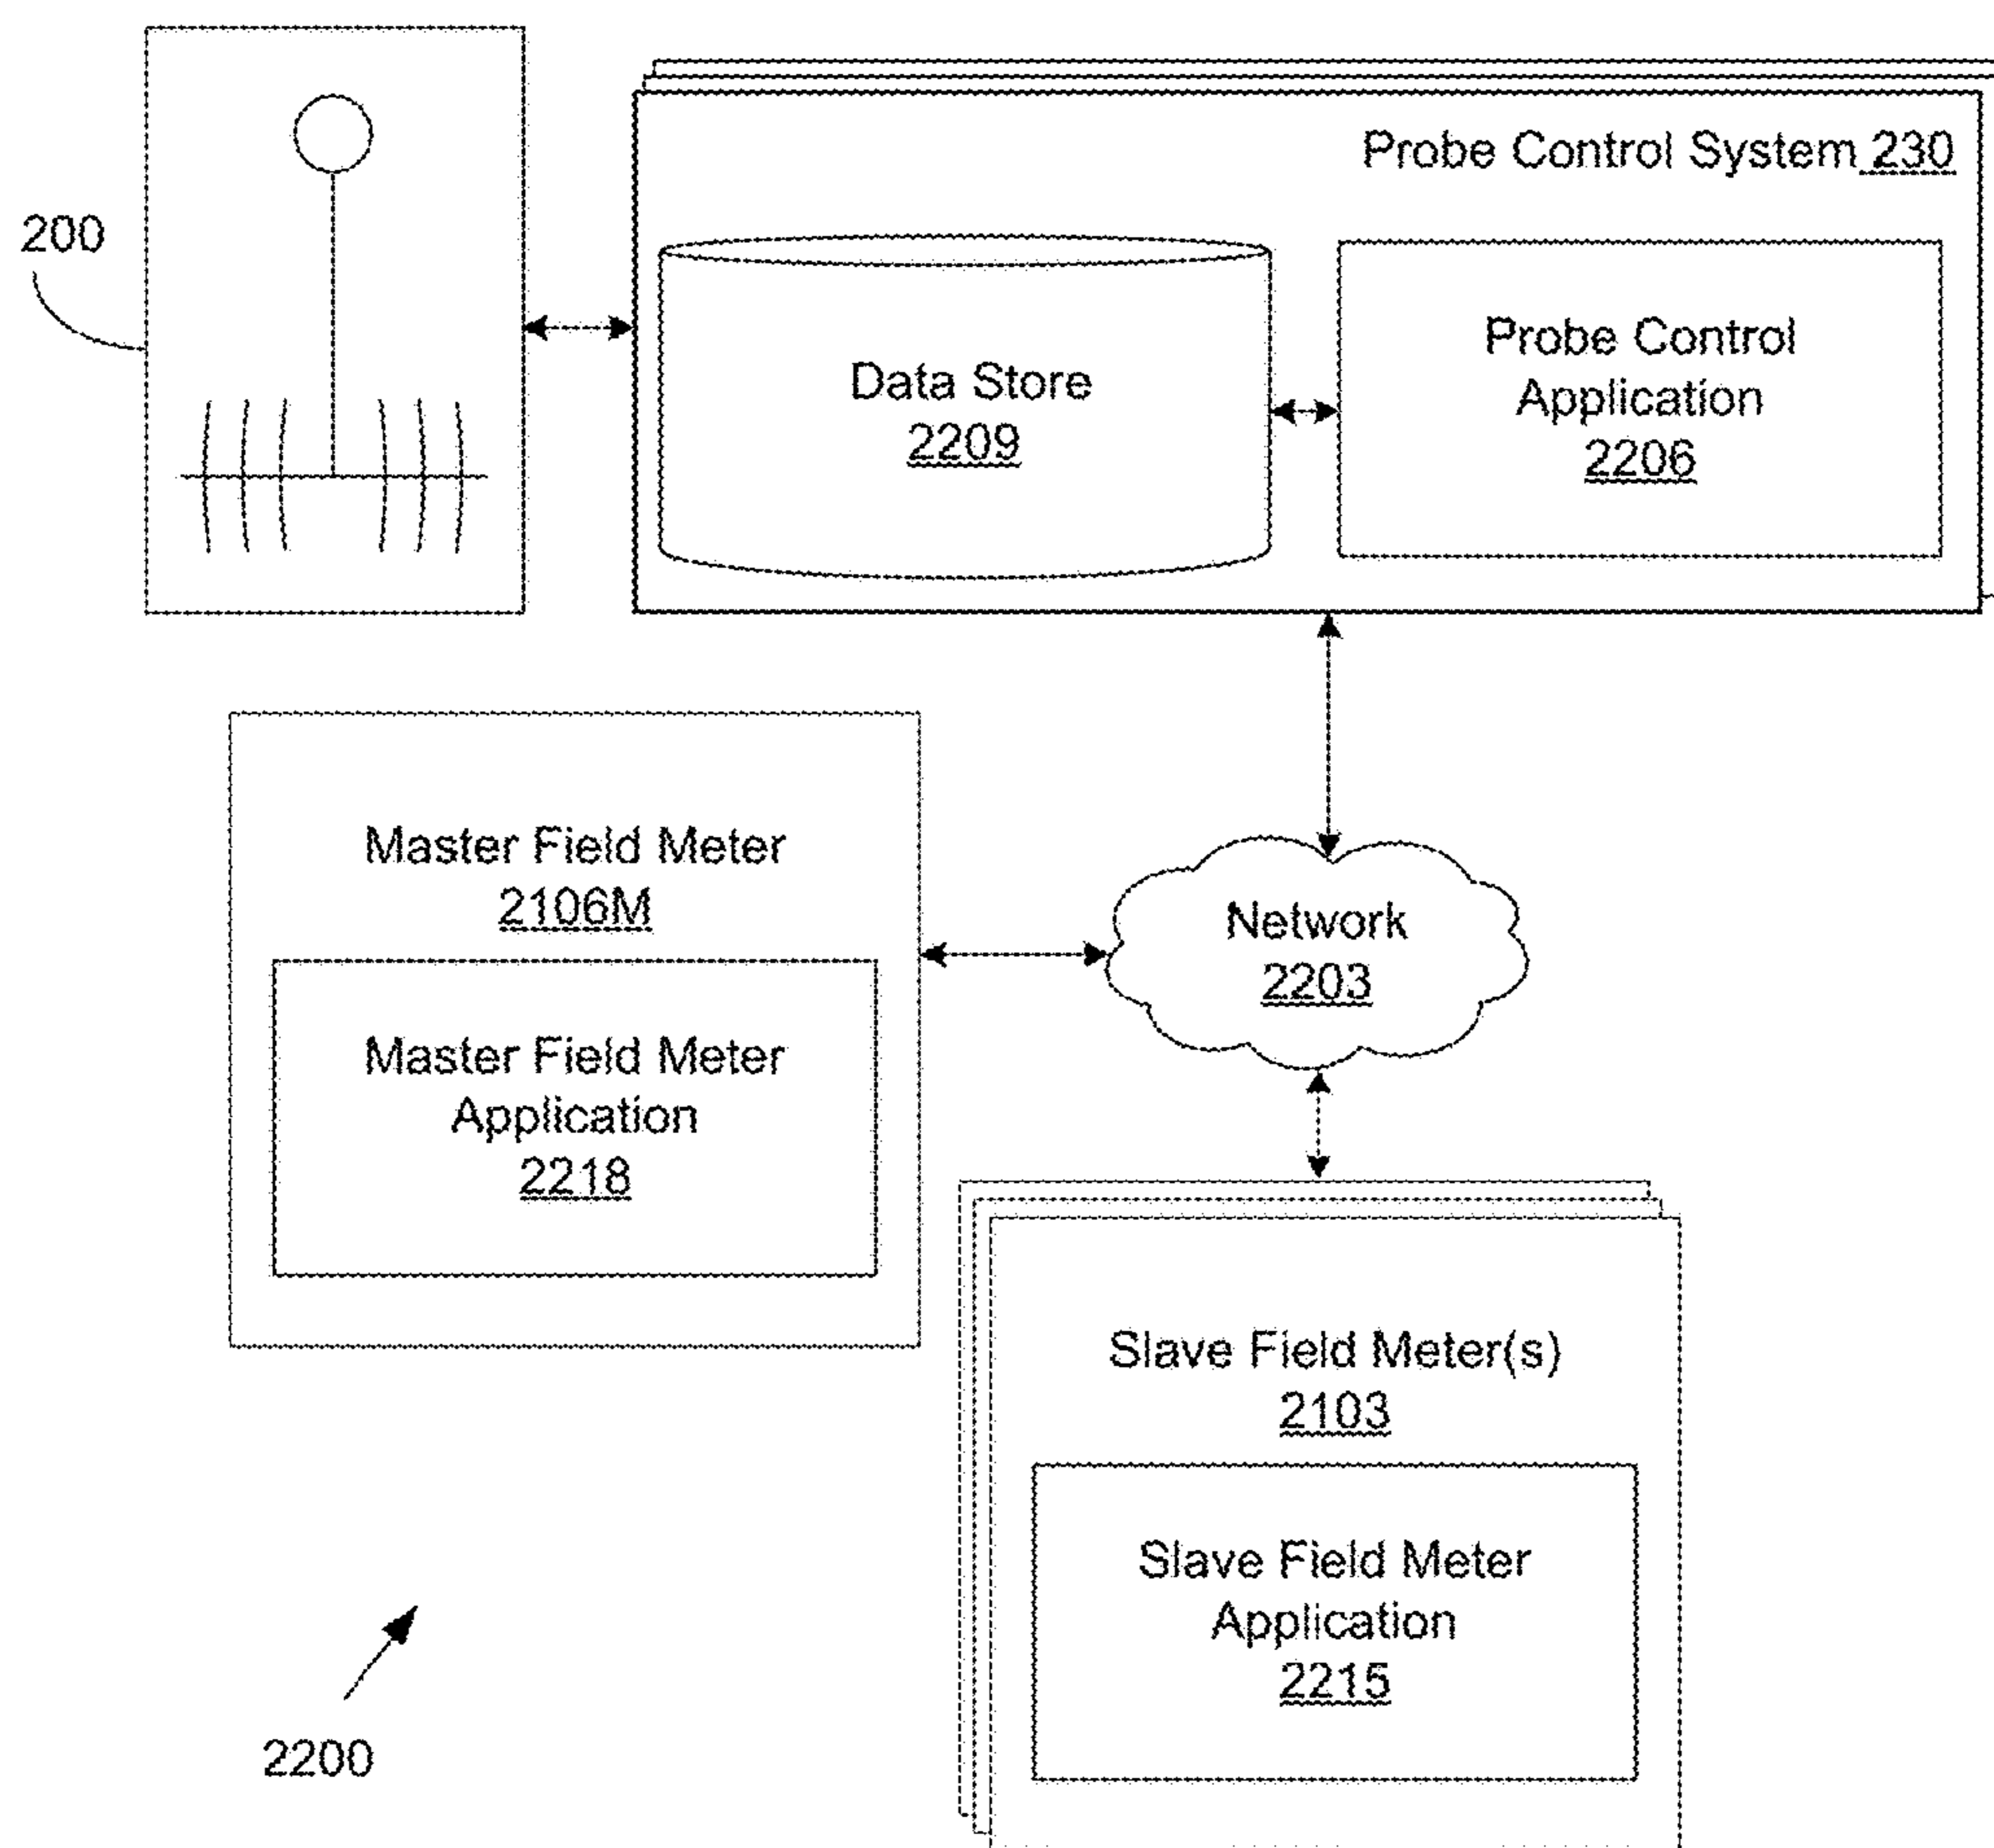 Probe Control System 230
200
Data Store
2209
Probe Control
Application
2206
Master Field Meter
2106M
Network
2203
Master Field Meter
Application
2218
Slave Field Meter(s)
2103
Slave Field Meter
Application
2215
2200